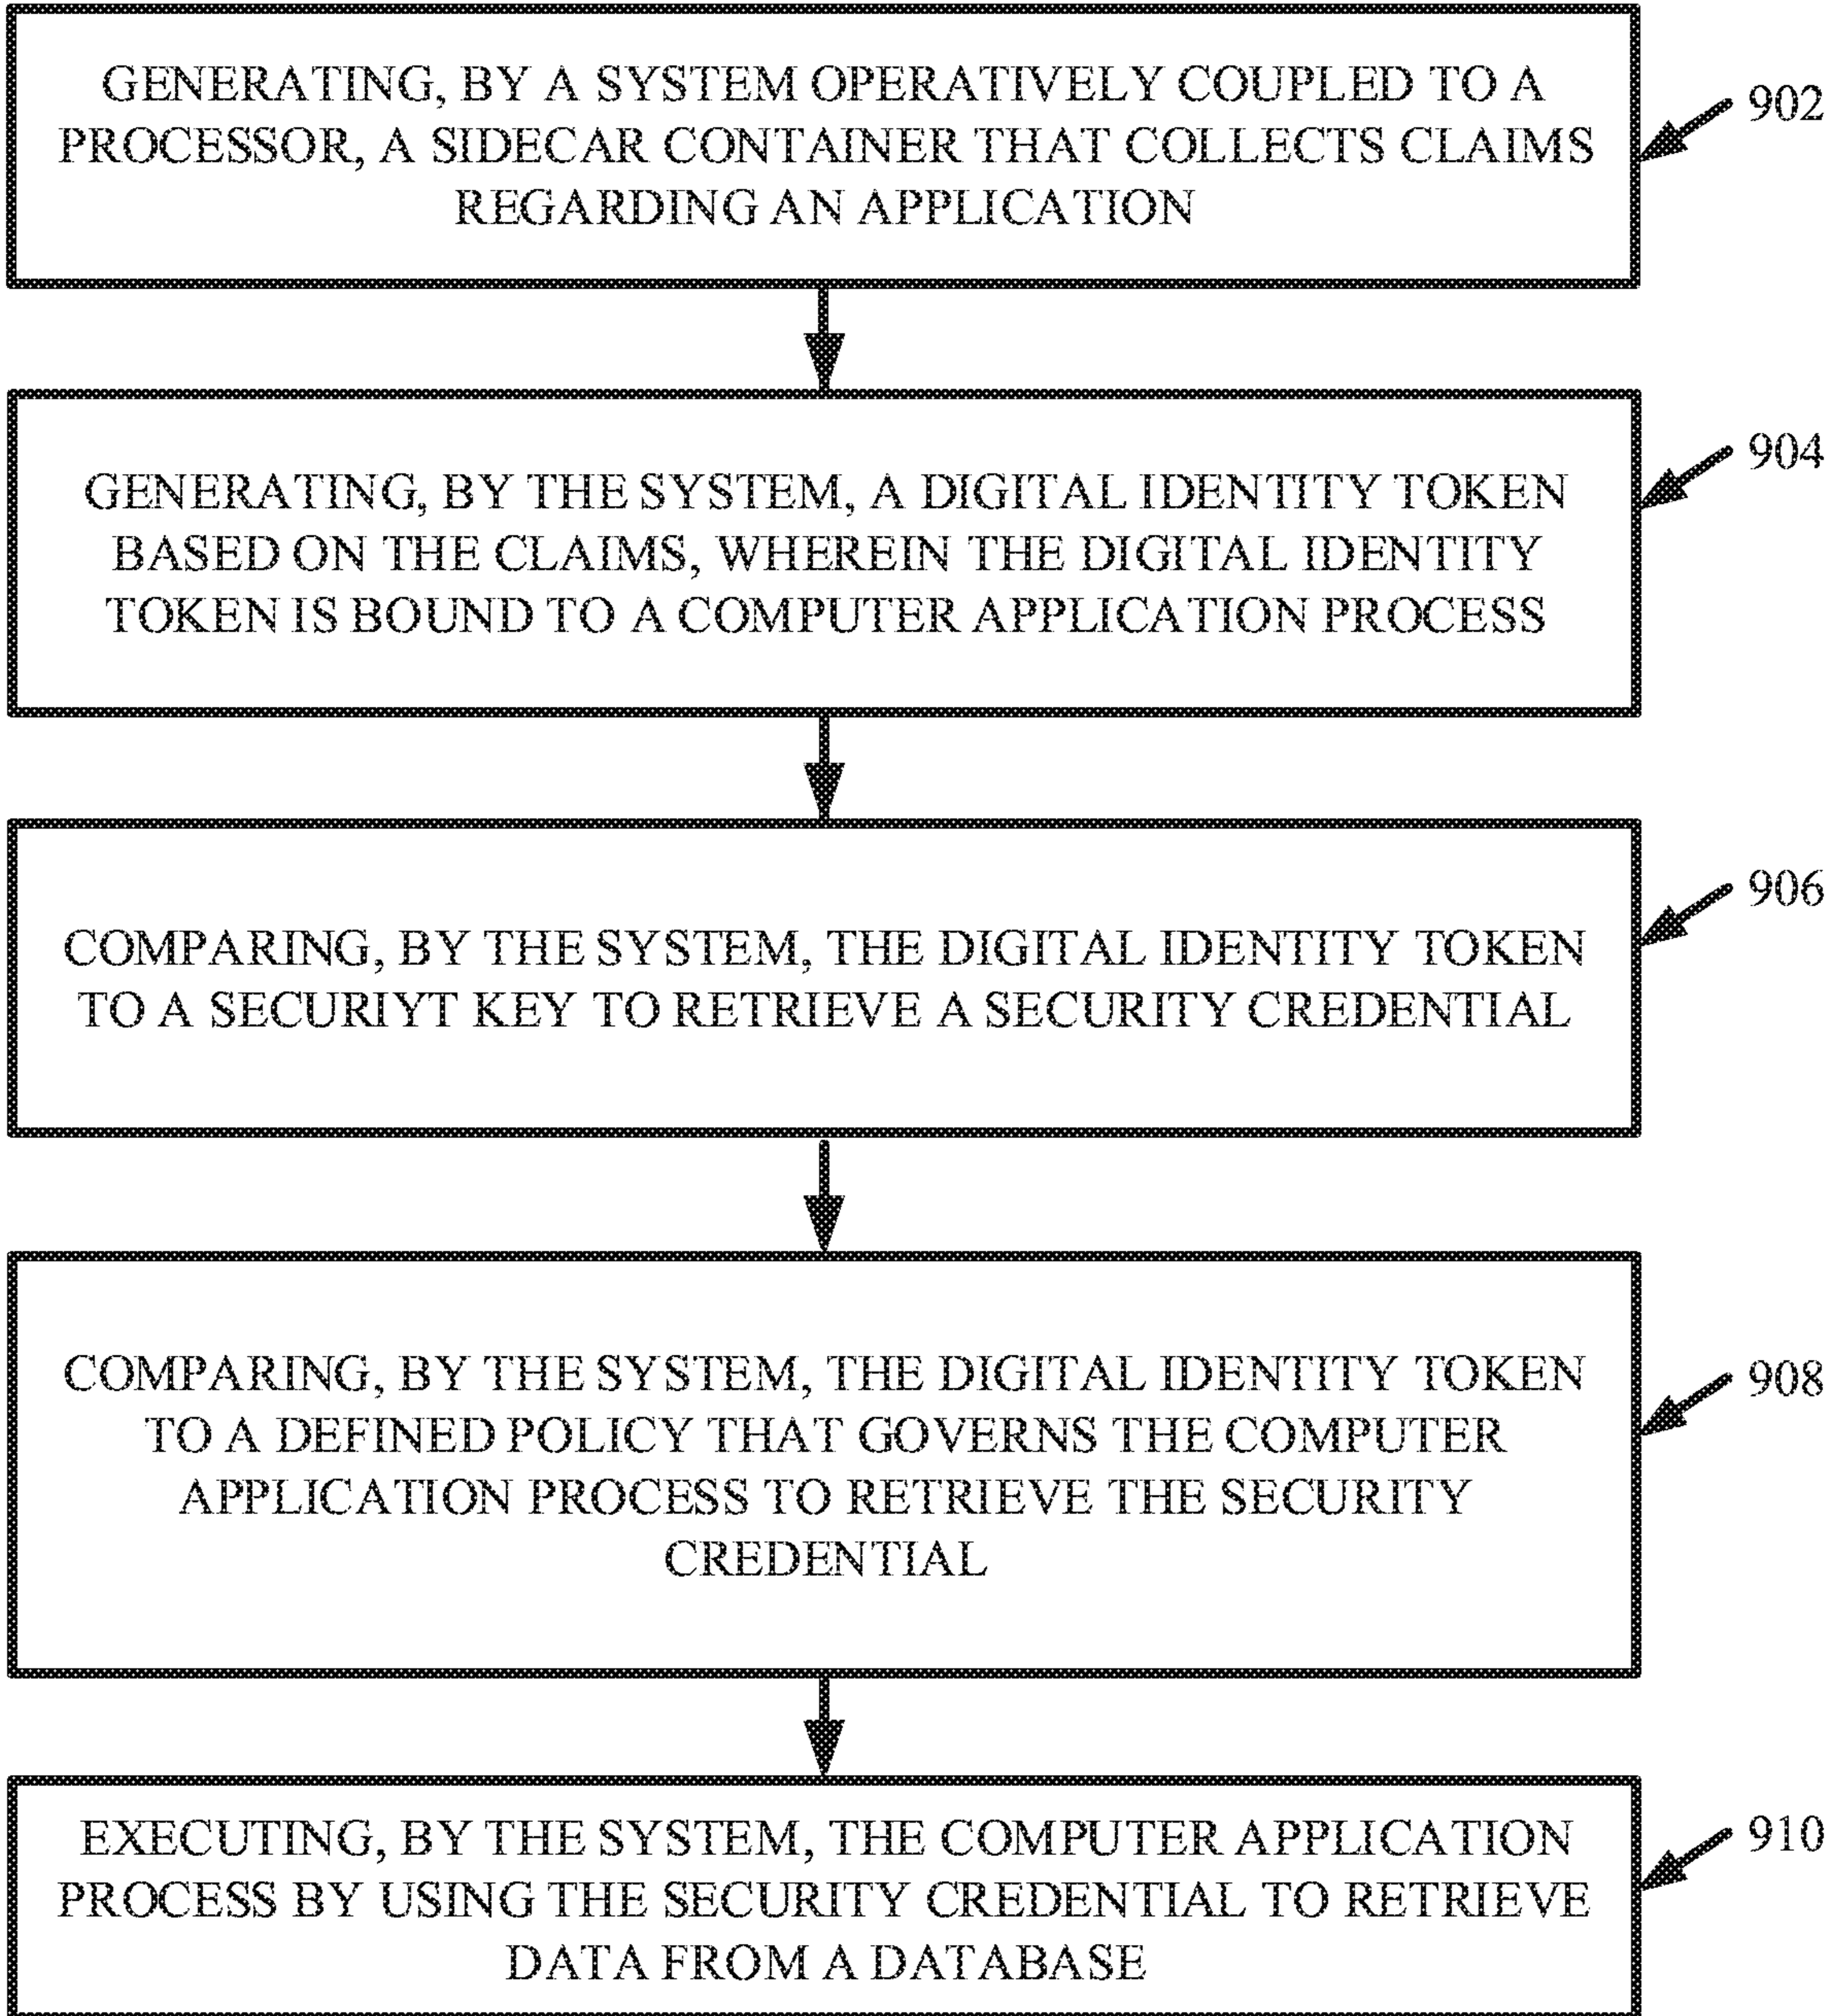 GENERATING, BY A SYSTEM OPERATIVELY COUPLED TO A
PROCESSOR, A SIDECAR CONTAINER THAT COLLECTS CLAIMS
REGARDING AN APPLICATION
902
GENERATING, BY THE SYSTEM, A DIGITAL IDENTITY TOKEN
BASED ON THE CLAIMS, WHEREIN THE DIGITAL IDENTITY
TOKEN IS BOUND TO A COMPUTER APPLICATION PROCESS
904
COMPARING, BY THE SYSTEM, THE DIGITAL IDENTITY TOKEN
TO A SECURIYT KEY TO RETRIEVE A SECURITY CREDENTIAL
906
COMPARING, BY THE SYSTEM, THE DIGITAL IDENTITY TOKEN
TO A DEFINED POLICY THAT GOVERNS THE COMPUTER
APPLICATION PROCESS TO RETRIEVE THE SECURITY
CREDENTIAL
908
EXECUTING, BY THE SYSTEM, THE COMPUTER APPLICATION
PROCESS BY USING THE SECURITY CREDENTIAL TO RETRIEVE
DATA FROM A DATABASE
910